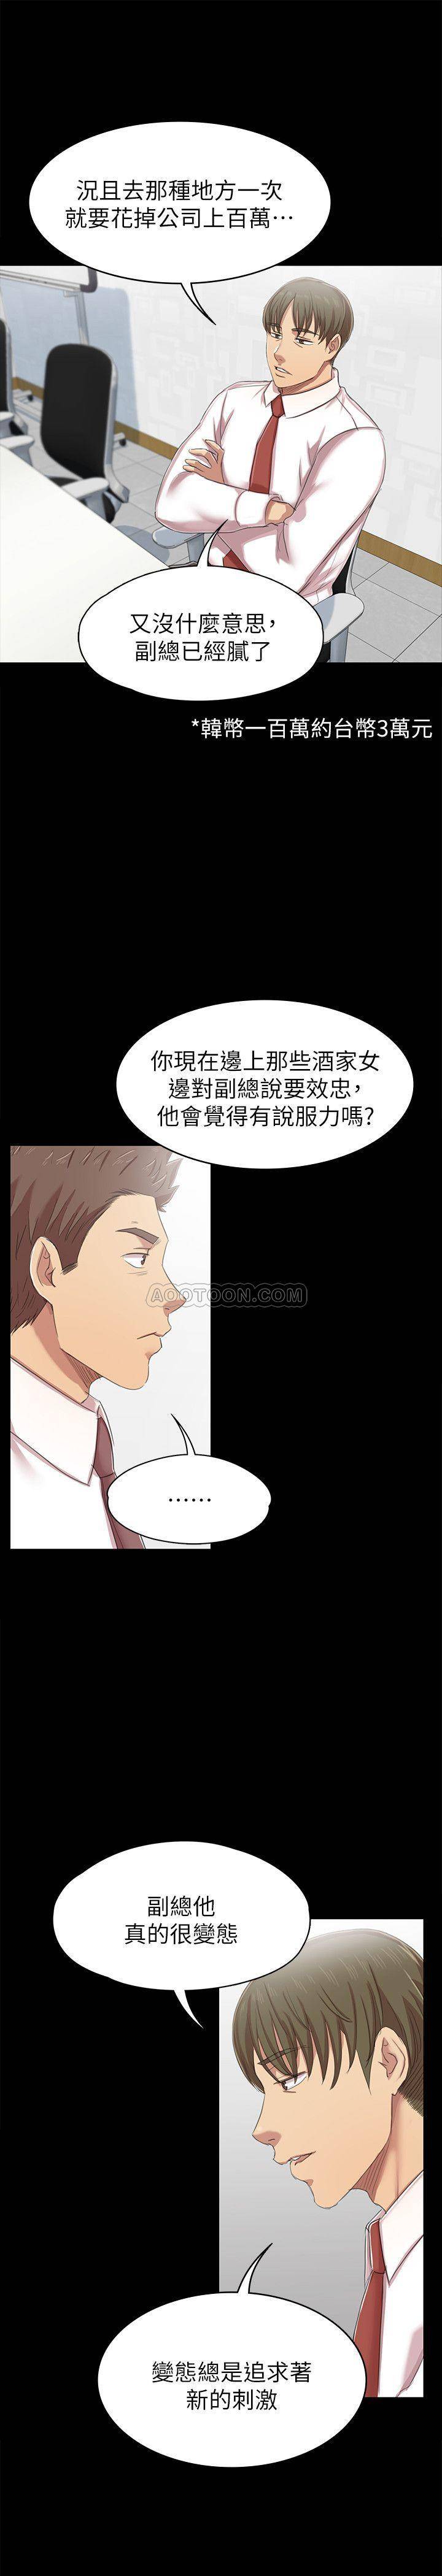 況且去那種地方一次
就要花掉公司上百萬…
又沒什麼意思，
副總已經膩了
*韓幣一百萬約台幣3萬元
你現在邊上那些酒家女
邊對副總說要效忠，
他會覺得有說服力嗎?
AOOTOON.COM
……
副總他
真的很變態
變態總是追求著
新的刺激